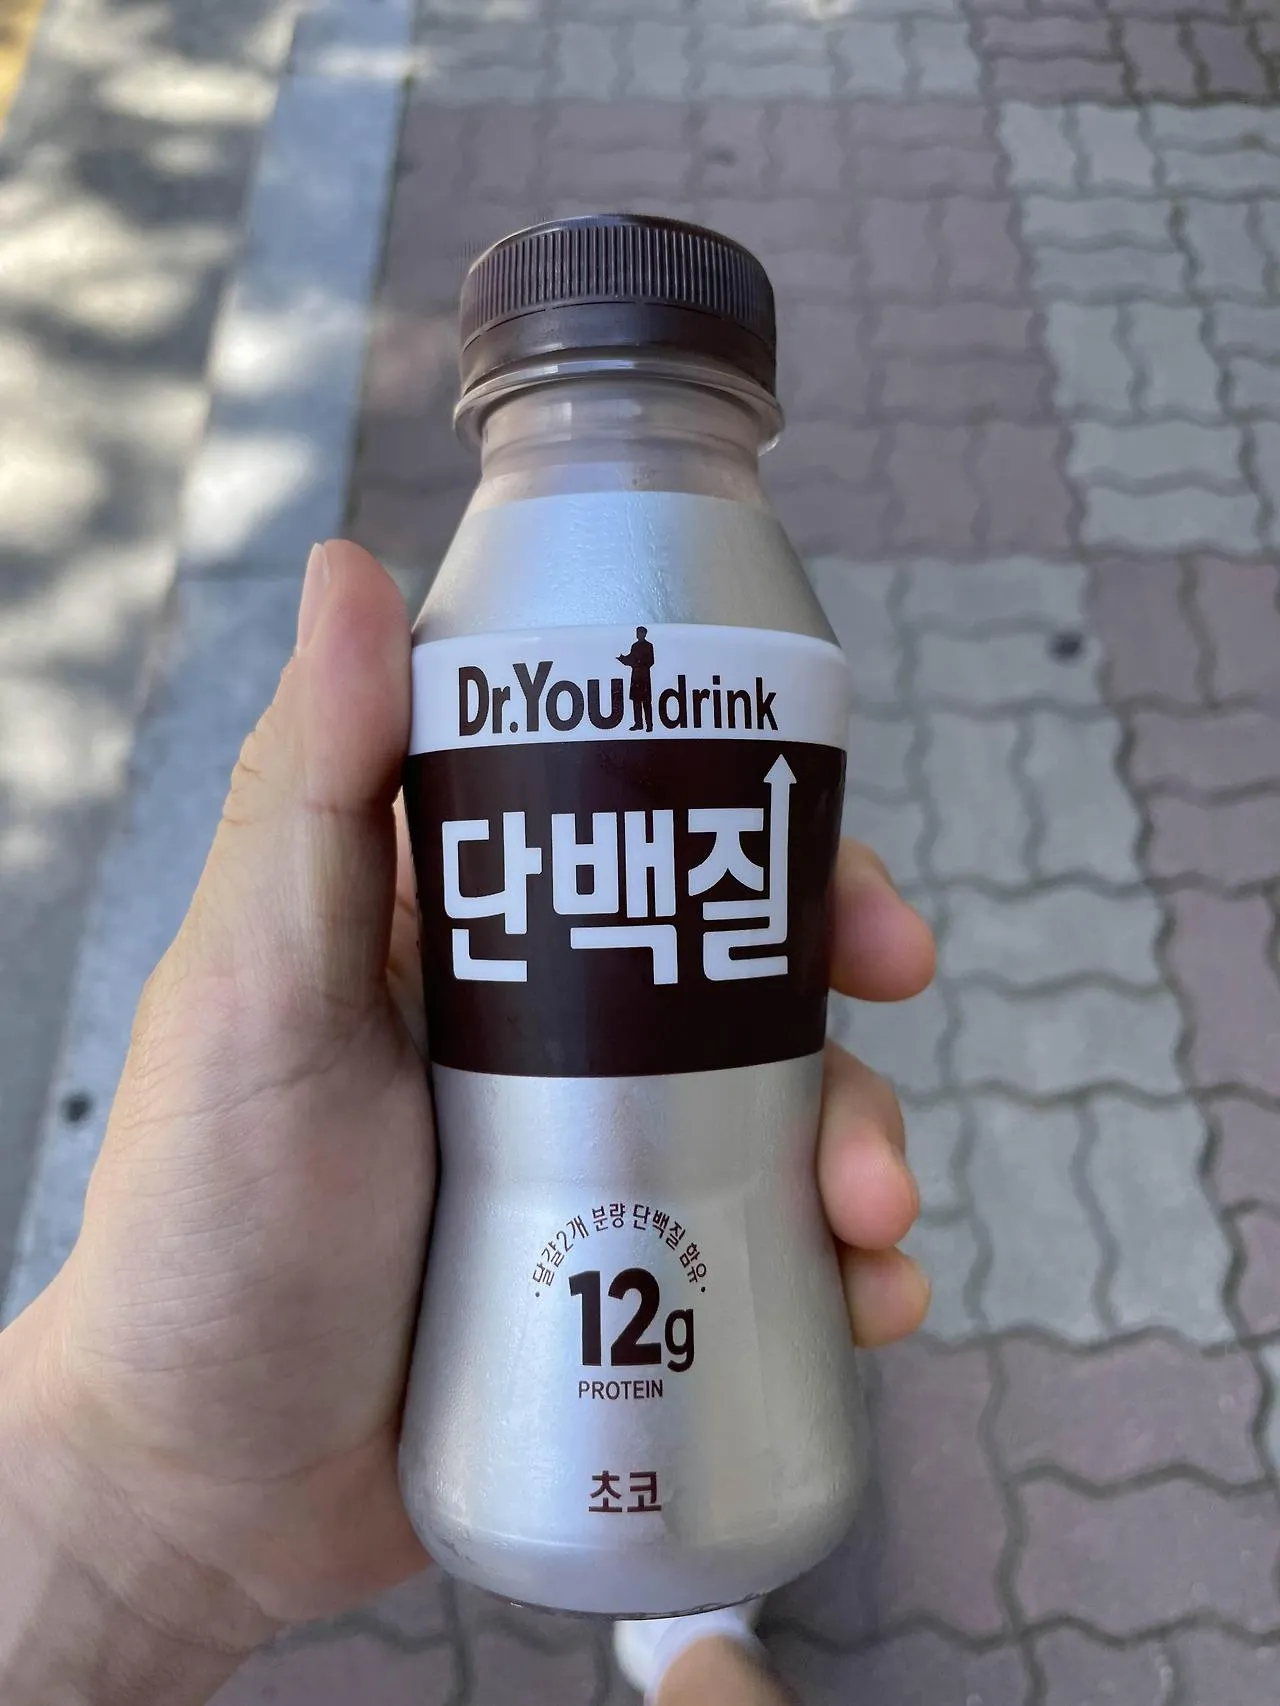 Dr.You drink
단백질
·달걀2개 분량 단백질 함유·
12g
PROTEIN
초코